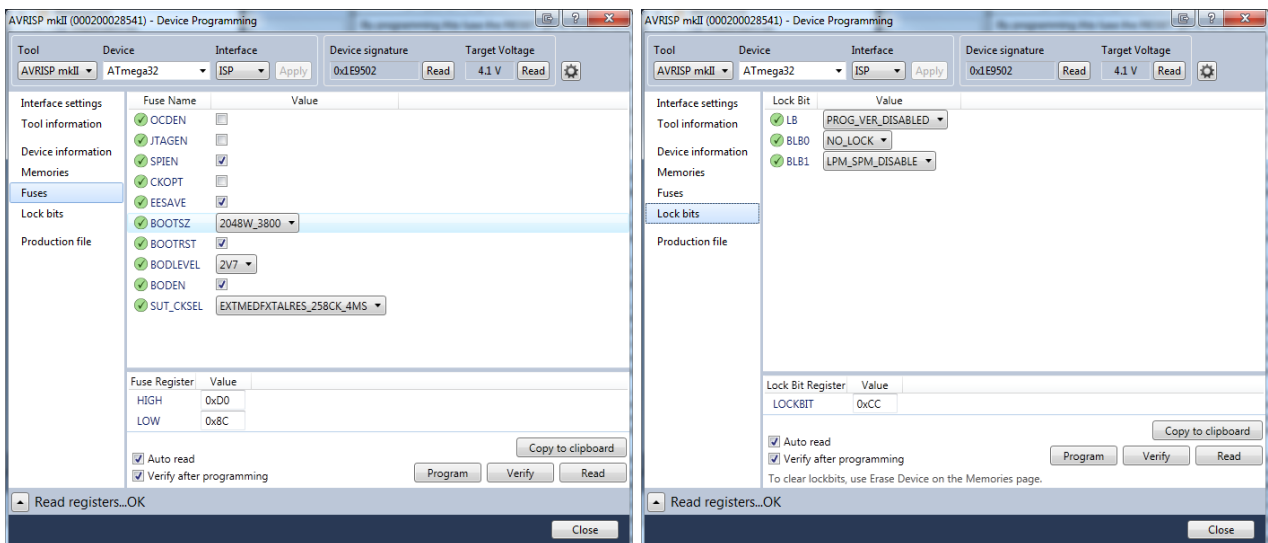 AVRISP mkII (000200028541) - Device Programming
Tool Device Interface Device signature Target Voltage
AVRISP mkII ATmega32 ISP Apply 0x1E9502 Read 4.1 V Read
Interface settings
Tool information
Device information
Memories
Fuses
Lock bits
Production file
Fuse Name Value
OCDEN
JTAGEN
SPIEN
CKOPT
EESAVE
BOOTSZ 2048W_3800
BOOTRST
BODLEVEL 2V7
BODEN
SUT_CKSEL EXTMEDFXTALRES_258CK_4MS
Fuse Register Value
HIGH 0xD0
LOW 0x8C
Copy to clipboard
Auto read
Verify after programming Program Verify Read
Read registers...OK
Close
AVRISP mkII (000200028541) - Device Programming
Tool Device Interface Device signature Target Voltage
AVRISP mkII ATmega32 ISP Apply 0x1E9502 Read 4.1 V Read
Interface settings
Tool information
Device information
Memories
Fuses
Lock bits
Production file
Lock Bit Value
LB PROG_VER_DISABLED
BLB0 NO_LOCK
BLB1 LPM_SPM_DISABLE
Lock Bit Register Value
LOCKBIT 0xCC
Copy to clipboard
Auto read
Verify after programming Program Verify Read
To clear lockbits, use Erase Device on the Memories page.
Read registers...OK
Close